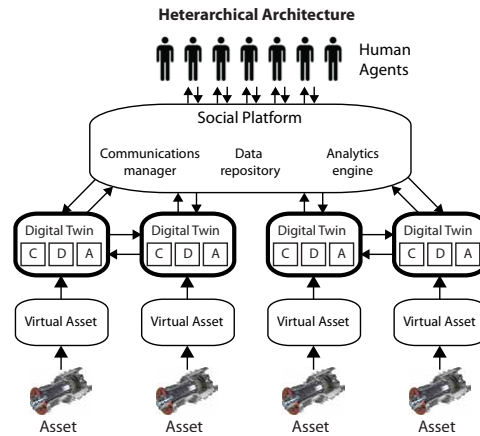 Heterarchical Architecture
Human
Agents
Social Platform
Communications
manager
Data
repository
Analytics
engine
Digital Twin
C D A
Digital Twin
C D A
Digital Twin
C D A
Digital Twin
C D A
Virtual Asset
Virtual Asset
Virtual Asset
Virtual Asset
Asset
Asset
Asset
Asset